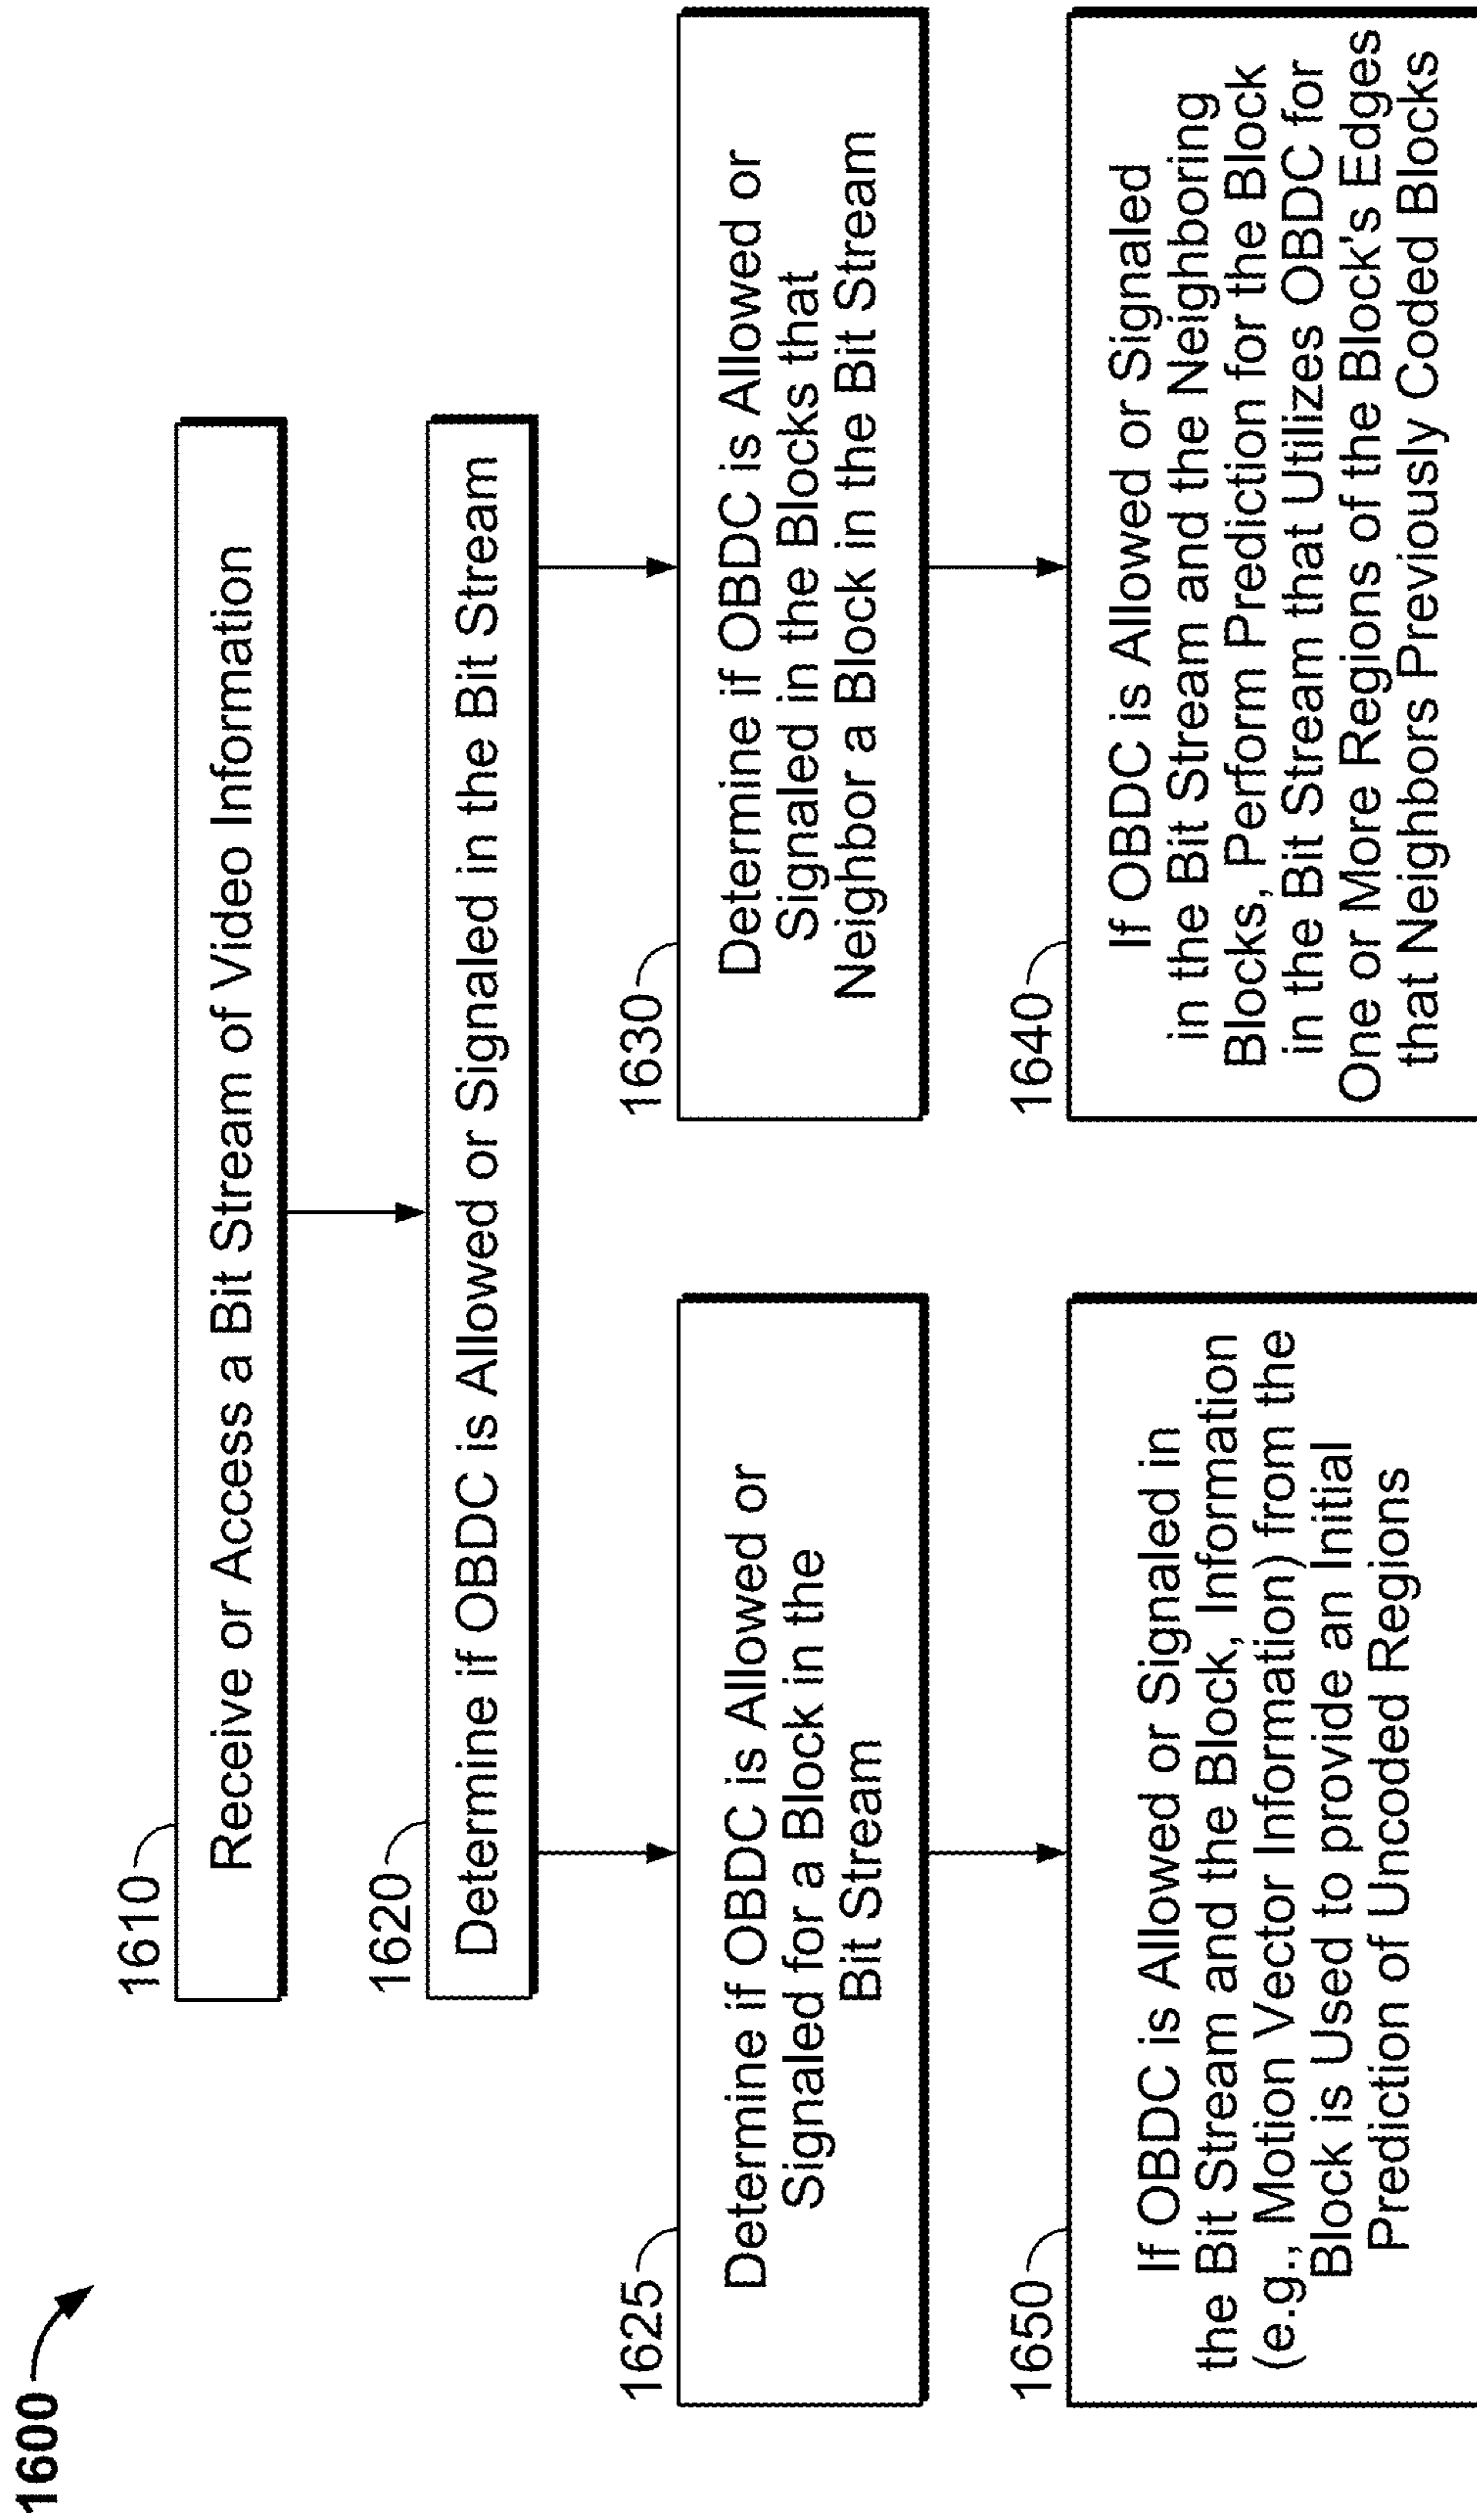 1600
1610
Receive or Access a Bit Stream of Video Information
1620
Determine if OBDC is Allowed or Signaled in the Bit Stream
1625
Determine if OBDC is Allowed or
Signaled for a Block in the
Bit Stream
1630
Determine if OBDC is Allowed or
Signaled in the Blocks that
Neighbor a Block in the Bit Stream
1650
If OBDC is Allowed or Signaled in
the Bit Stream and the Block, Information
(e.g., Motion Vector Information) from the
Block is Used to provide an Initial
Prediction of Uncoded Regions
1640
If OBDC is Allowed or Signaled
in the Bit Stream and the Neighboring
Blocks, Perform Prediction for the Block
in the Bit Stream that Utilizes OBDC for
One or More Regions of the Block's Edges
that Neighbors Previously Coded Blocks